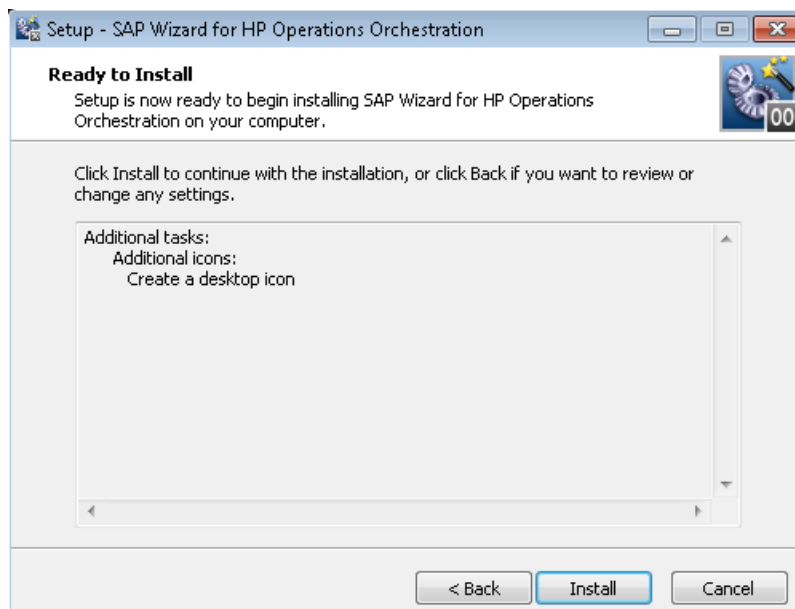 Setup - SAP Wizard for HP Operations Orchestration
Ready to Install
Setup is now ready to begin installing SAP Wizard for HP Operations
Orchestration on your computer.
OO
Click Install to continue with the installation, or click Back if you want to review or
change any settings.
Additional tasks:
Additional icons:
Create a desktop icon
< Back
Install
Cancel